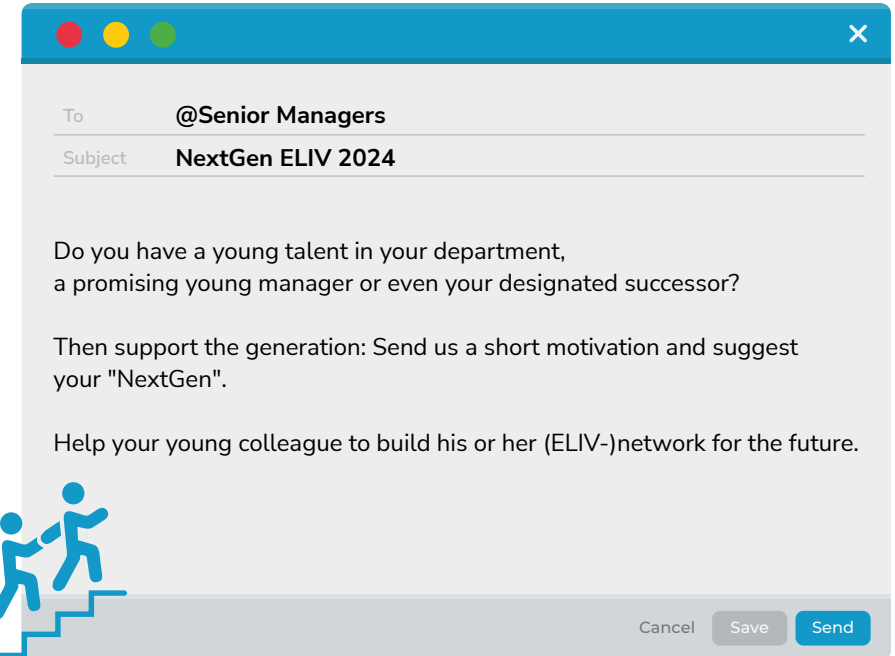 To @Senior Managers
Subject NextGen ELIV 2024
Do you have a young talent in your department,
a promising young manager or even your designated successor?
Then support the generation: Send us a short motivation and suggest
your "NextGen".
Help your young colleague to build his or her (ELIV-)network for the future.
Cancel Save Send